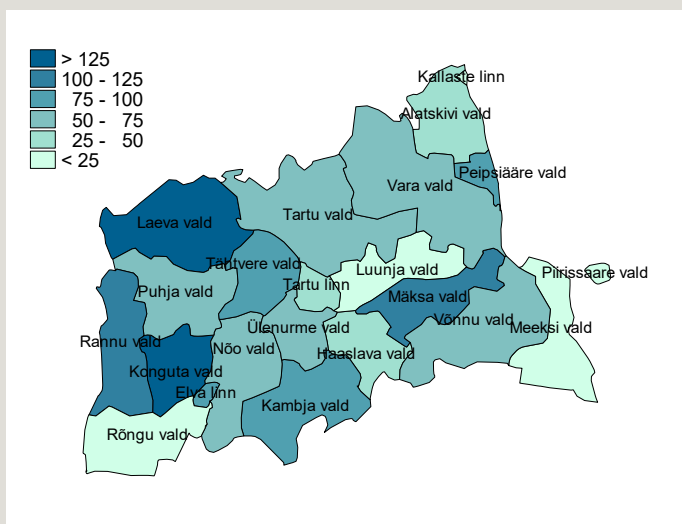 > 125
100 - 125
75 - 100
50 - 75
25 - 50
< 25
Kallaste linn
Alatskivi vald
Peipsiääre vald
Vara vald
Tartu vald
Laeva vald
Tähtvere vald
Luunja vald
Piirissaare vald
Tartu linn
Puhja vald
Mäksa vald
Võnnu vald
Meeksi vald
Ülenurme vald
Rannu vald
Nõo vald
Haaslava vald
Konguta vald
Elva linn
Kambja vald
Rõngu vald